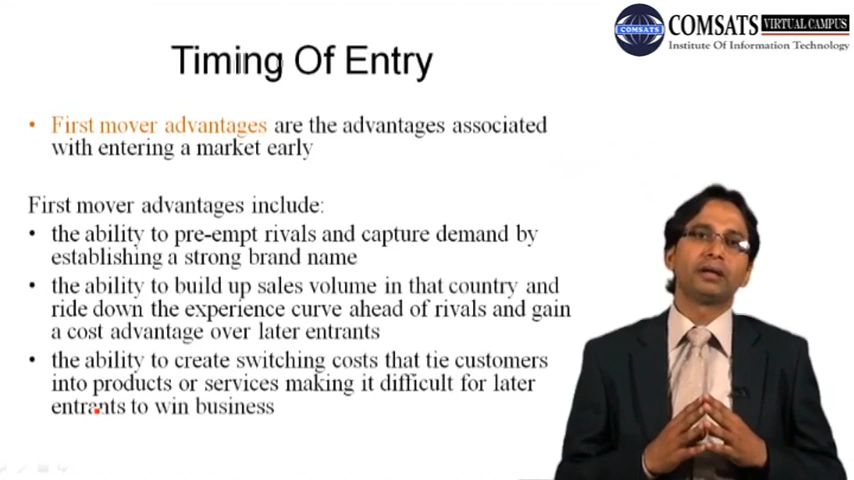 COMSATS VIRTUAL CAMPUS
COMSATS
Institute Of Information Technology
Timing Of Entry
• First mover advantages are the advantages associated
with entering a market early
First mover advantages include:
• the ability to pre-empt rivals and capture demand by
establishing a strong brand name
• the ability to build up sales volume in that country and
ride down the experience curve ahead of rivals and gain
a cost advantage over later entrants
• the ability to create switching costs that tie customers
into products or services making it difficult for later
entrants to win business